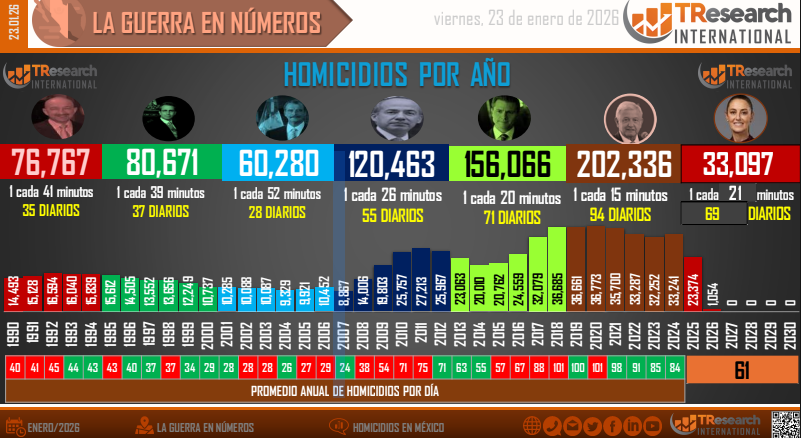 23.01.26
LA GUERRA EN NÚMEROS
viernes, 23 de enero de 2026
TResearch
INTERNATIONAL
TResearch
INTERNATIONAL
HOMICIDIOS POR AÑO
TResearch
INTERNATIONAL
76,767 80,671 60,280 120,463 156,066 202,336 33,097
1 cada 41 minutos 1 cada 39 minutos 1 cada 52 minutos 1 cada 26 minutos 1 cada 20 minutos 1 cada 15 minutos 1 cada 21 minutos
35 DIARIOS 37 DIARIOS 28 DIARIOS 55 DIARIOS 71 DIARIOS 94 DIARIOS 69 DIARIOS
14,493 15,128 16,594 16,040 15,839 15,612 14,505 13,552 13,656 12,249 10,737 10,285 10,088 10,087 9,329 9,921 10,452 8,867 14,006 19,803 25,757 27,213 25,967 23,063 20,010 20,762 24,559 32,079 36,685 36,661 36,773 35,700 33,287 32,252 33,241 23,374 1,054 0 0 0 0
1990 1991 1992 1993 1994 1995 1996 1997 1998 1999 2000 2001 2002 2003 2004 2005 2006 2017 2008 2019 2010 2011 2012 2013 2014 2015 2016 2017 2018 2019 2020 2021 2022 2023 2024 2025 2026 2027 2028 2029 2030
40 41 45 44 43 43 40 37 37 34 29 28 28 28 26 27 29 24 38 54 71 75 71 63 55 57 67 88 101 100 101 98 91 85 84 61
PROMEDIO ANUAL DE HOMICIDIOS POR DÍA
ENERO/2026 LA GUERRA EN NÚMEROS HOMICIDIOS EN MÉXICO
TResearch
INTERNATIONAL